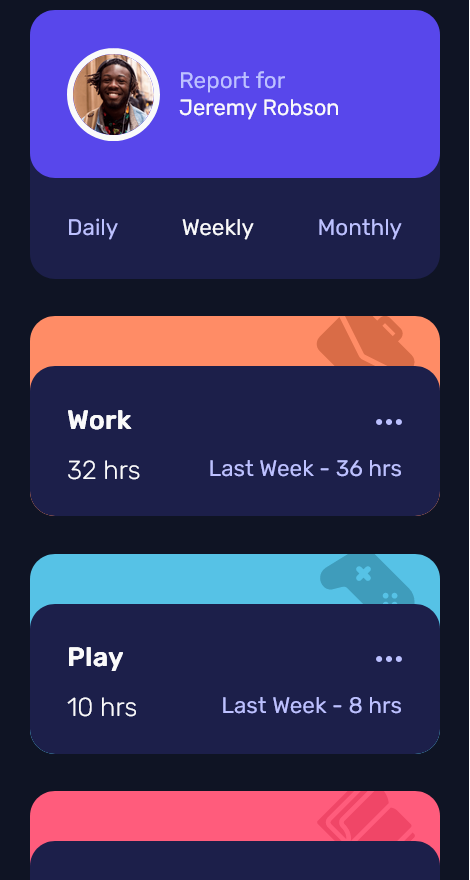 Report for
Jeremy Robson
Daily Weekly Monthly
Work
32 hrs Last Week - 36 hrs
Play
10 hrs Last Week - 8 hrs